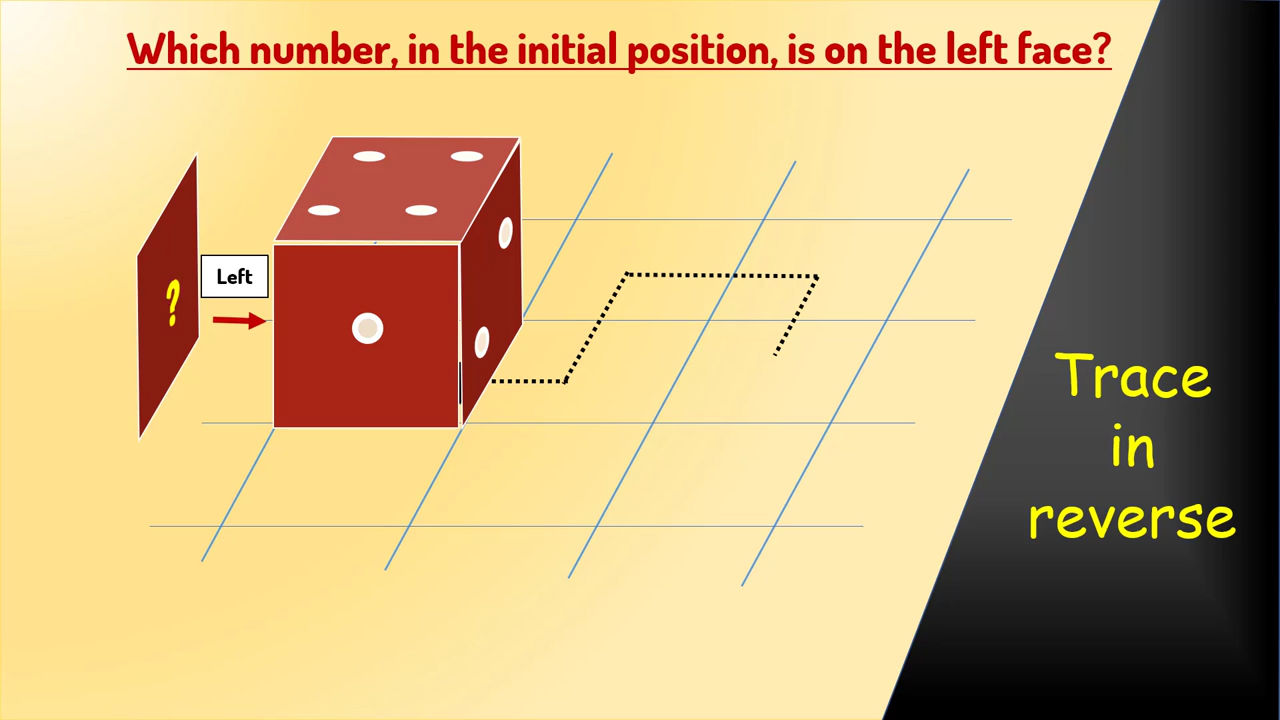 Which number, in the initial position, is on the left face?
Left
?
Trace
in
reverse